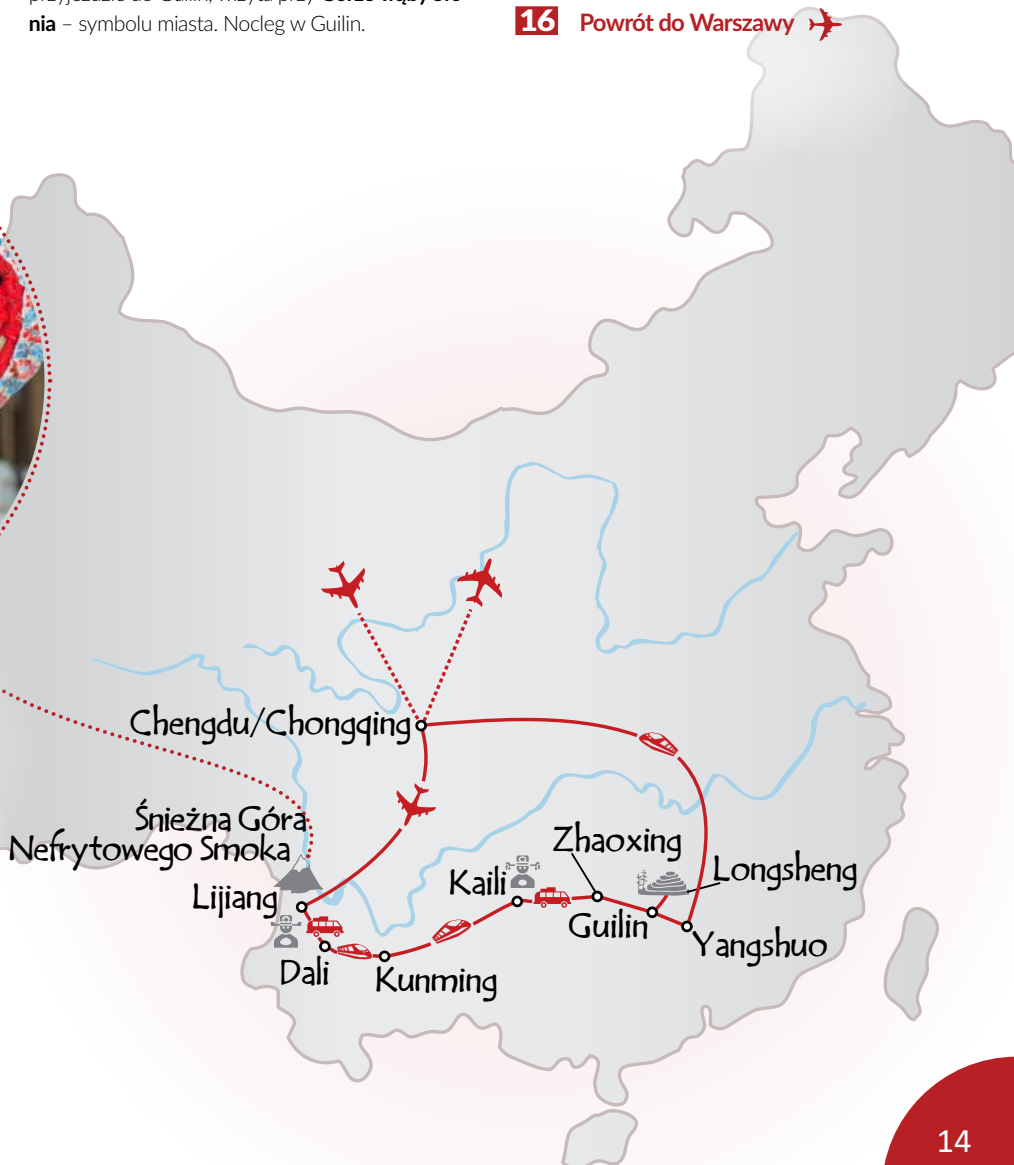 nia – symbolu miasta. Nocleg w Guilin.
16 Powrót do Warszawy
Chengdu/Chongqing
Śnieżna Góra
Nefrytowego Smoka
Zhaoxing
Lijiang
Kaili
Longsheng
Guilin
Yangshuo
Dali
Kunming
14